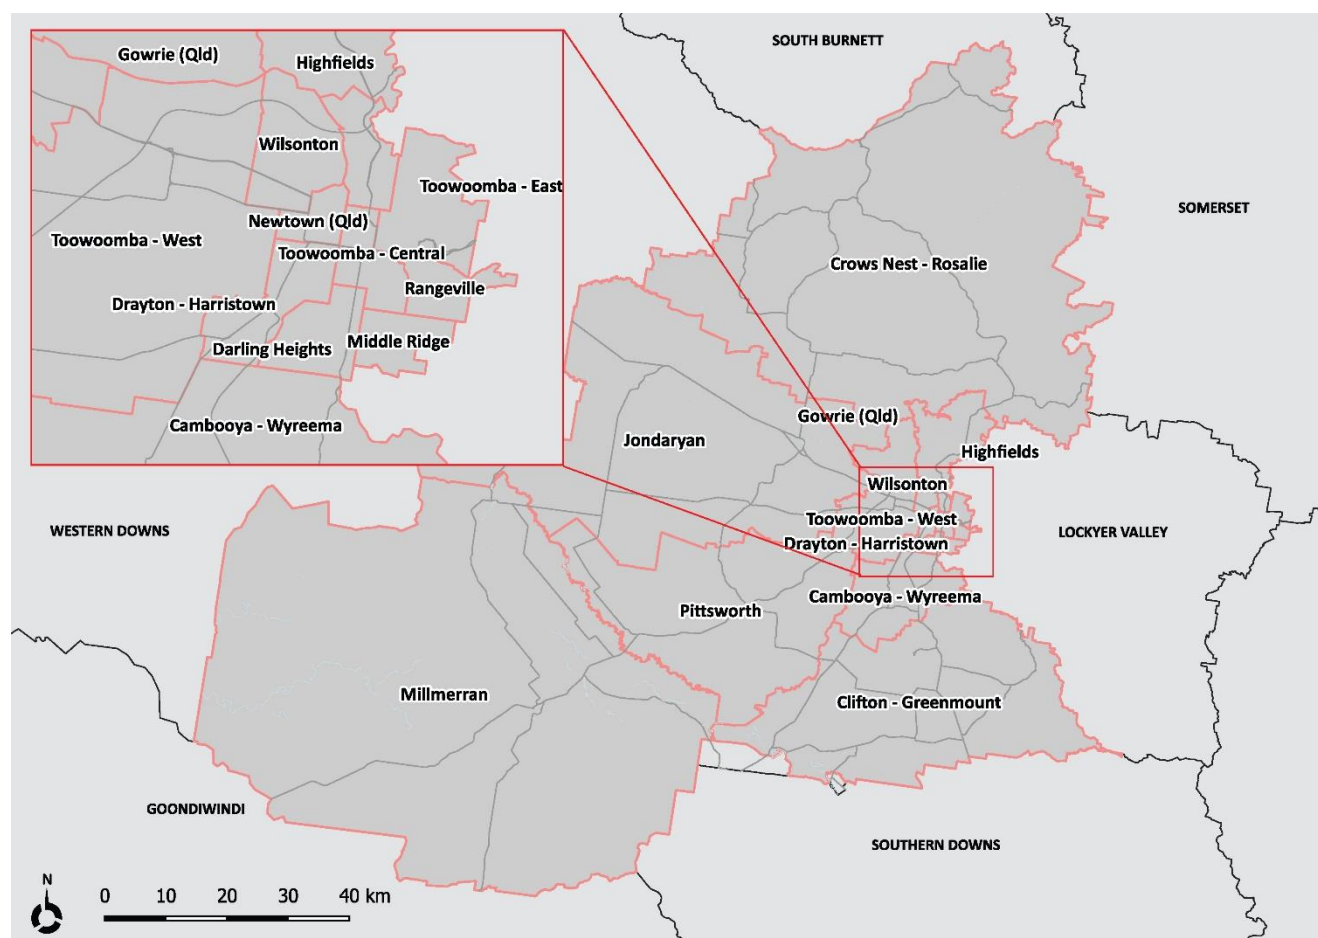 SOUTH BURNETT
Gowrie (Qld)
Highfields
Wilsonton
Toowoomba - East
Newtown (Qld)
Toowoomba - West
Toowoomba - Central
Rangeville
Drayton - Harristown
Middle Ridge
Darling Heights
Cambooya - Wyreema
SOMERSET
Crows Nest - Rosalie
Gowrie (Qld)
Jondaryan
Highfields
Wilsonton
Toowoomba - West
WESTERN DOWNS
LOCKYER VALLEY
Drayton - Harristown
Cambooya - Wyreema
Pittsworth
Millmerran
Clifton - Greenmount
GOONDIWINDI
SOUTHERN DOWNS
N
0 10 20 30 40 km